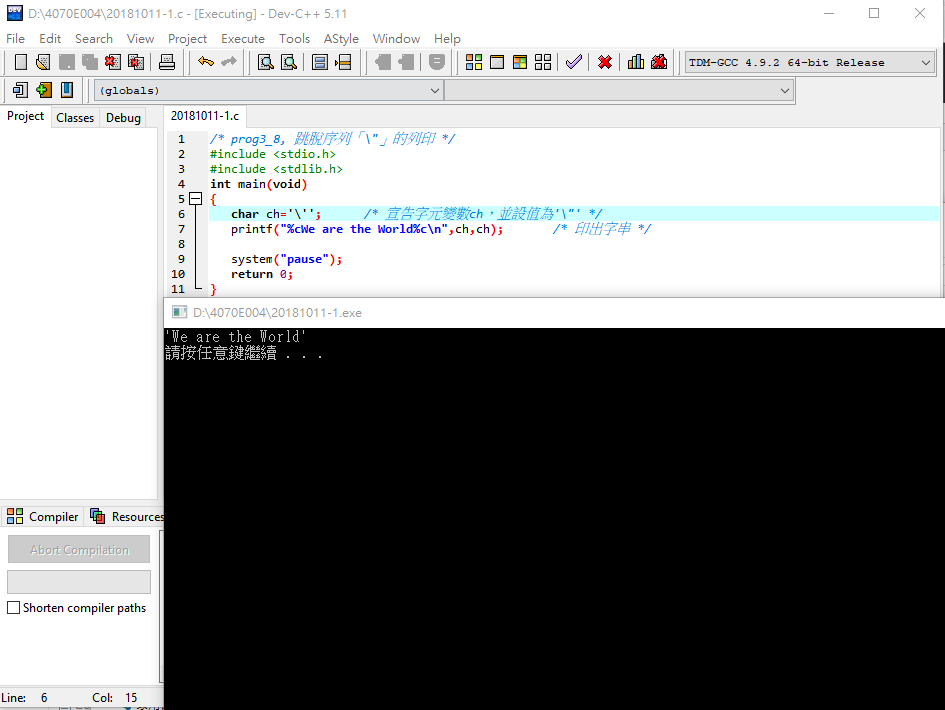 D:\4070E004\20181011-1.c - [Executing] - Dev-C++ 5.11
File Edit Search View Project Execute Tools AStyle Window Help
TDM-GCC 4.9.2 64-bit Release
(globals)
Project Classes Debug
20181011-1.c
1 /* prog3_8, 跳脫序列「\"」的列印 */
2 #include <stdio.h>
3 #include <stdlib.h>
4 int main(void)
5 {
6 char ch='\''; /* 宣告字元變數ch，並設值為'\"' */
7 printf("%cWe are the World%c\n",ch,ch); /* 印出字串 */
8
9 system("pause");
10 return 0;
11 }
D:\4070E004\20181011-1.exe
'We are the World'
請按任意鍵繼續 . . .
Compiler Resources
Abort Compilation
Shorten compiler paths
Line: 6 Col: 15